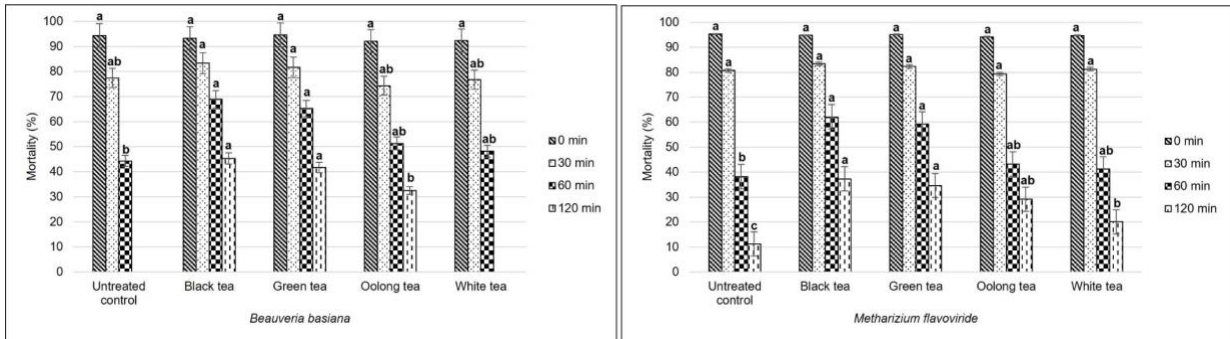 Mortality (%)
100
90
80
70
60
50
40
30
20
10
0
a
ab
b
a
a
a
a
a
a
a
a
a
ab
ab
b
a
ab
ab
Untreated
control
Black tea
Green tea
Oolong tea
White tea
Beauveria basiana
0 min
30 min
60 min
120 min
Mortality (%)
100
90
80
70
60
50
40
30
20
10
0
a
a
b
c
a
a
a
a
a
a
a
a
a
a
ab
ab
a
a
ab
b
Untreated
control
Black tea
Green tea
Oolong tea
White tea
Metharizium flavoviride
0 min
30 min
60 min
120 min